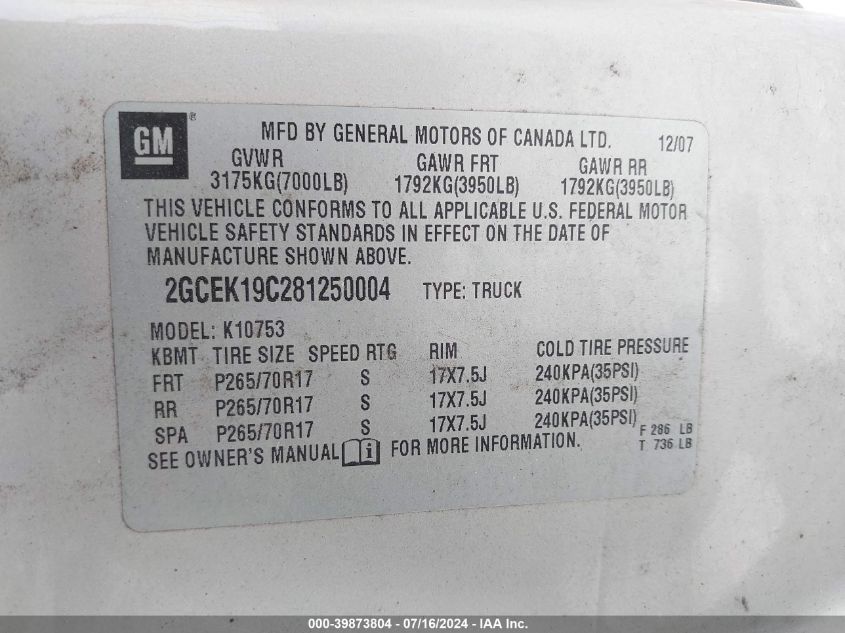 GM ® MFD BY GENERAL MOTORS OF CANADA LTD. 12/07
GVWR GAWR FRT GAWR RR
3175KG(7000LB) 1792KG(3950LB) 1792KG(3950LB)
THIS VEHICLE CONFORMS TO ALL APPLICABLE U.S. FEDERAL MOTOR
VEHICLE SAFETY STANDARDS IN EFFECT ON THE DATE OF
MANUFACTURE SHOWN ABOVE.
2GCEK19C281250004 TYPE: TRUCK
MODEL: K10753
KBMT TIRE SIZE SPEED RTG RIM COLD TIRE PRESSURE
FRT P265/70R17 S 17X7.5J 240KPA(35PSI)
RR P265/70R17 S 17X7.5J 240KPA(35PSI)
SPA P265/70R17 S 17X7.5J 240KPA(35PSI) F 286 LB
SEE OWNER'S MANUAL i FOR MORE INFORMATION. T 736 LB
000-39873804 - 07/16/2024 - IAA Inc.